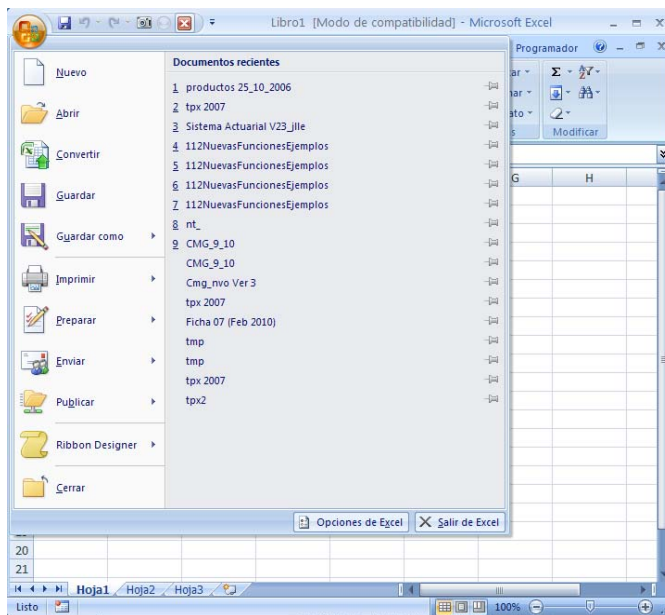 Libro1 [Modo de compatibilidad] - Microsoft Excel
Programador
Nuevo
Abrir
Convertir
Guardar
Guardar como
Imprimir
Preparar
Enviar
Publicar
Ribbon Designer
Cerrar
Documentos recientes
1 productos 25_10_2006
2 tpx 2007
3 Sistema Actuarial V23_jlle
4 112NuevasFuncionesEjemplos
5 112NuevasFuncionesEjemplos
6 112NuevasFuncionesEjemplos
7 112NuevasFuncionesEjemplos
8 nt_
9 CMG_9_10
CMG_9_10
Cmg_nvo Ver 3
tpx 2007
Ficha 07 (Feb 2010)
tmp
tmp
tpx 2007
tpx2
Opciones de Excel
Salir de Excel
ar
nar
ato
s
Σ
Modificar
G H
20
21
Hoja1 Hoja2 Hoja3
Listo
100%